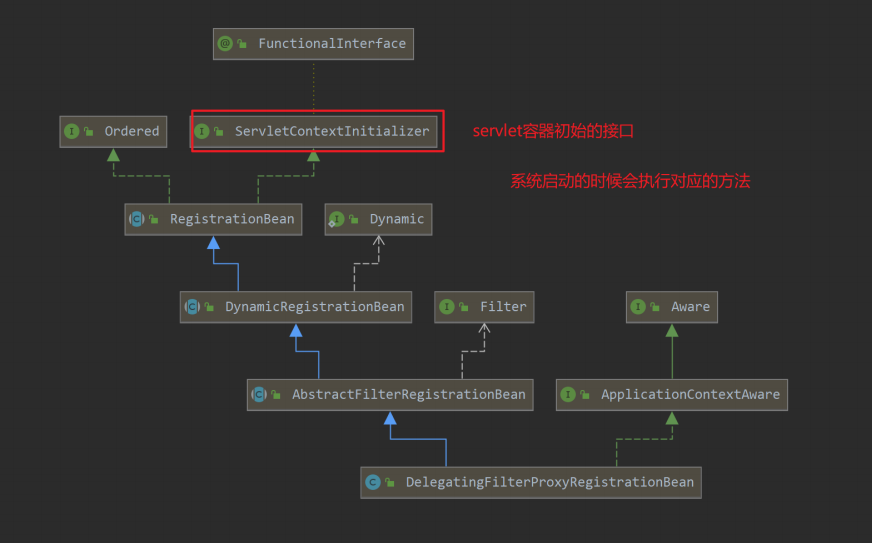 FunctionalInterface
Ordered
ServletContextInitializer
servlet容器初始的接口
系统启动的时候会执行对应的方法
RegistrationBean
Dynamic
DynamicRegistrationBean
Filter
Aware
AbstractFilterRegistrationBean
ApplicationContextAware
DelegatingFilterProxyRegistrationBean